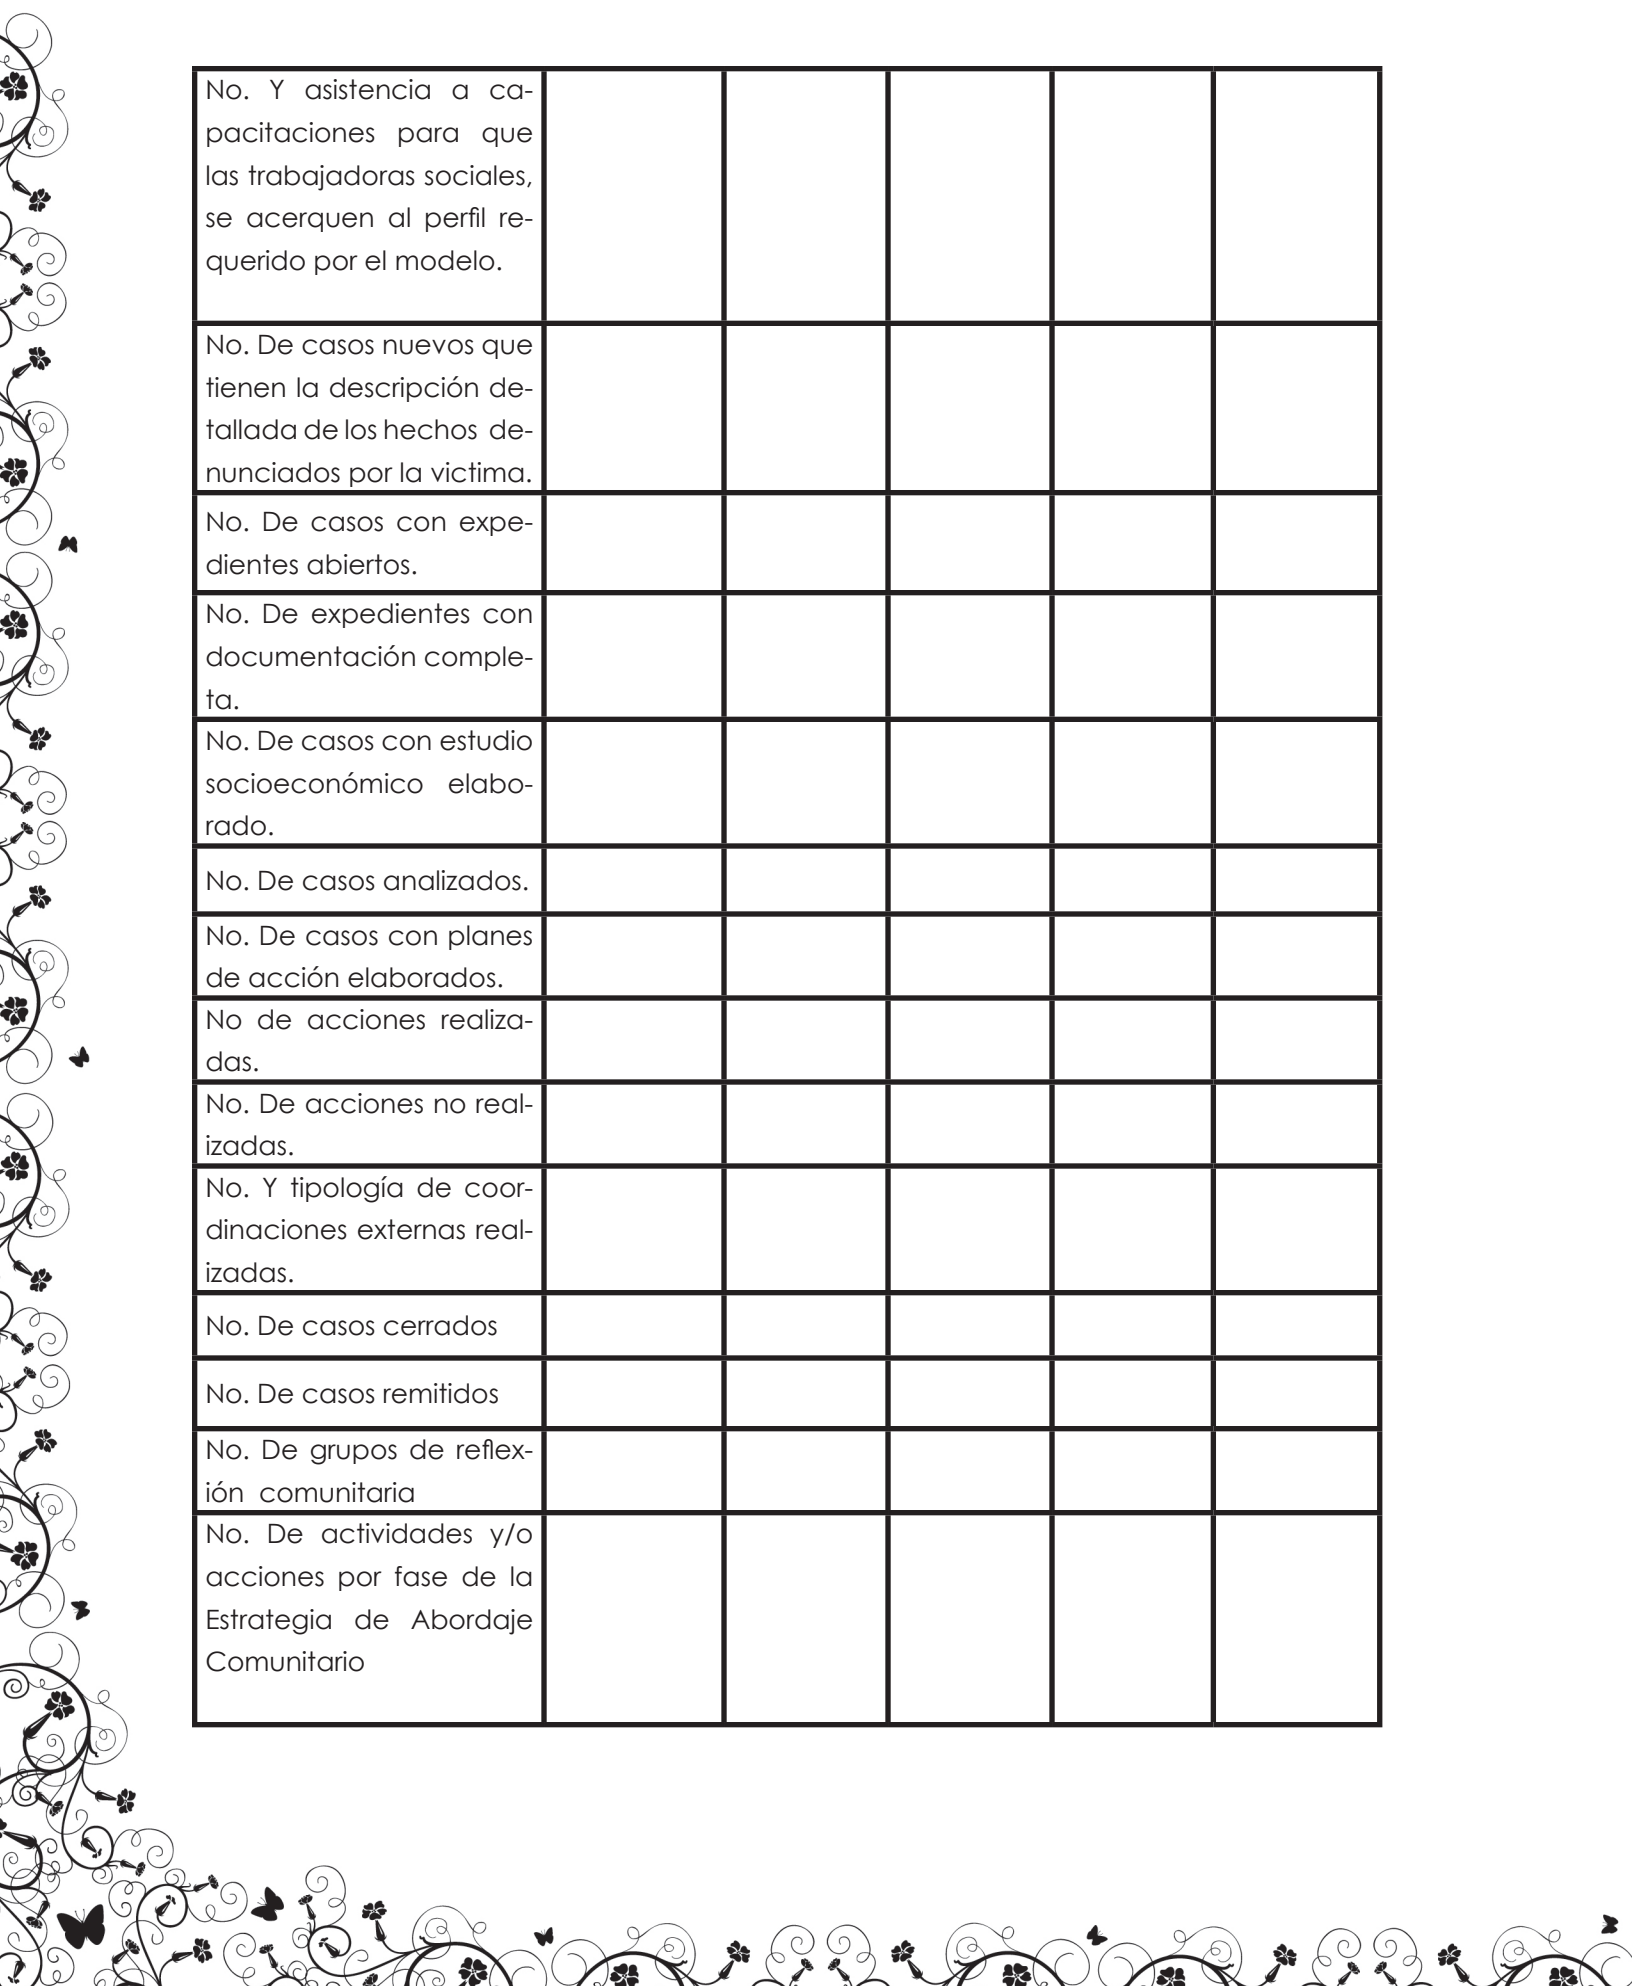 No. Y asistencia a ca-
pacitaciones para que
las trabajadoras sociales,
se acerquen al perfil re-
querido por el modelo.
No. De casos nuevos que
tienen la descripción de-
tallada de los hechos de-
nunciados por la victima.
No. De casos con expe-
dientes abiertos.
No. De expedientes con
documentación comple-
ta.
No. De casos con estudio
socioeconómico elabo-
rado.
No. De casos analizados.
No. De casos con planes
de acción elaborados.
No de acciones realiza-
das.
No. De acciones no real-
izadas.
No. Y tipología de coor-
dinaciones externas real-
izadas.
No. De casos cerrados
No. De casos remitidos
No. De grupos de reflex-
ión comunitaria
No. De actividades y/o
acciones por fase de la
Estrategia de Abordaje
Comunitario